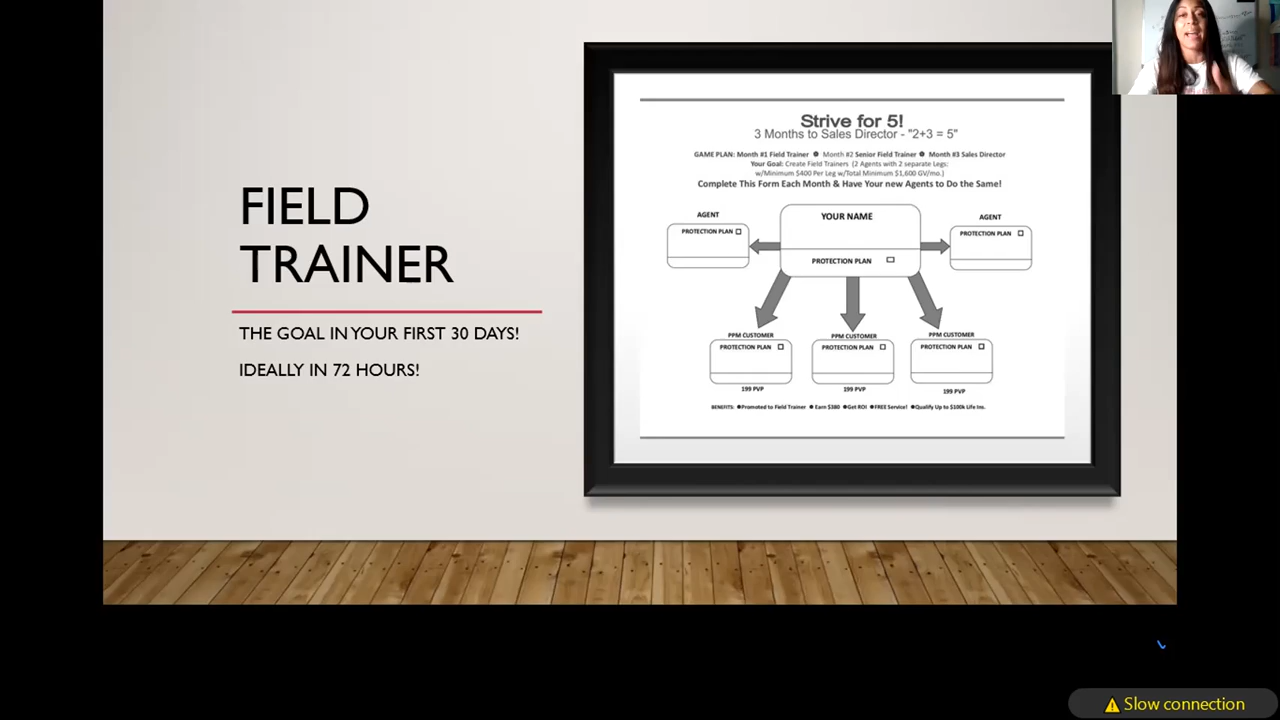 FIELD
TRAINER
THE GOAL IN YOUR FIRST 30 DAYS!
IDEALLY IN 72 HOURS!
Strive for 5!
3 Months to Sales Director - "2+3 = 5"
GAME PLAN: Month #1 Field Trainer ● Month #2 Senior Field Trainer ● Month #3 Sales Director
Your Goal: Create Field Trainers (2 Agents with 2 separate Legs:
w/Minimum $400 Per Leg w/Total Minimum $1,600 GV/mo.)
Complete This Form Each Month & Have Your new Agents to Do the Same!
AGENT
PROTECTION PLAN
YOUR NAME
PROTECTION PLAN
AGENT
PROTECTION PLAN
PPM CUSTOMER
PROTECTION PLAN
199 PVP
PPM CUSTOMER
PROTECTION PLAN
199 PVP
PPM CUSTOMER
PROTECTION PLAN
199 PVP
BENEFITS: ●Promoted to Field Trainer ● Earn $380 ●Get ROI ●FREE Service! ●Qualify Up to $100k Life Ins.
Slow connection